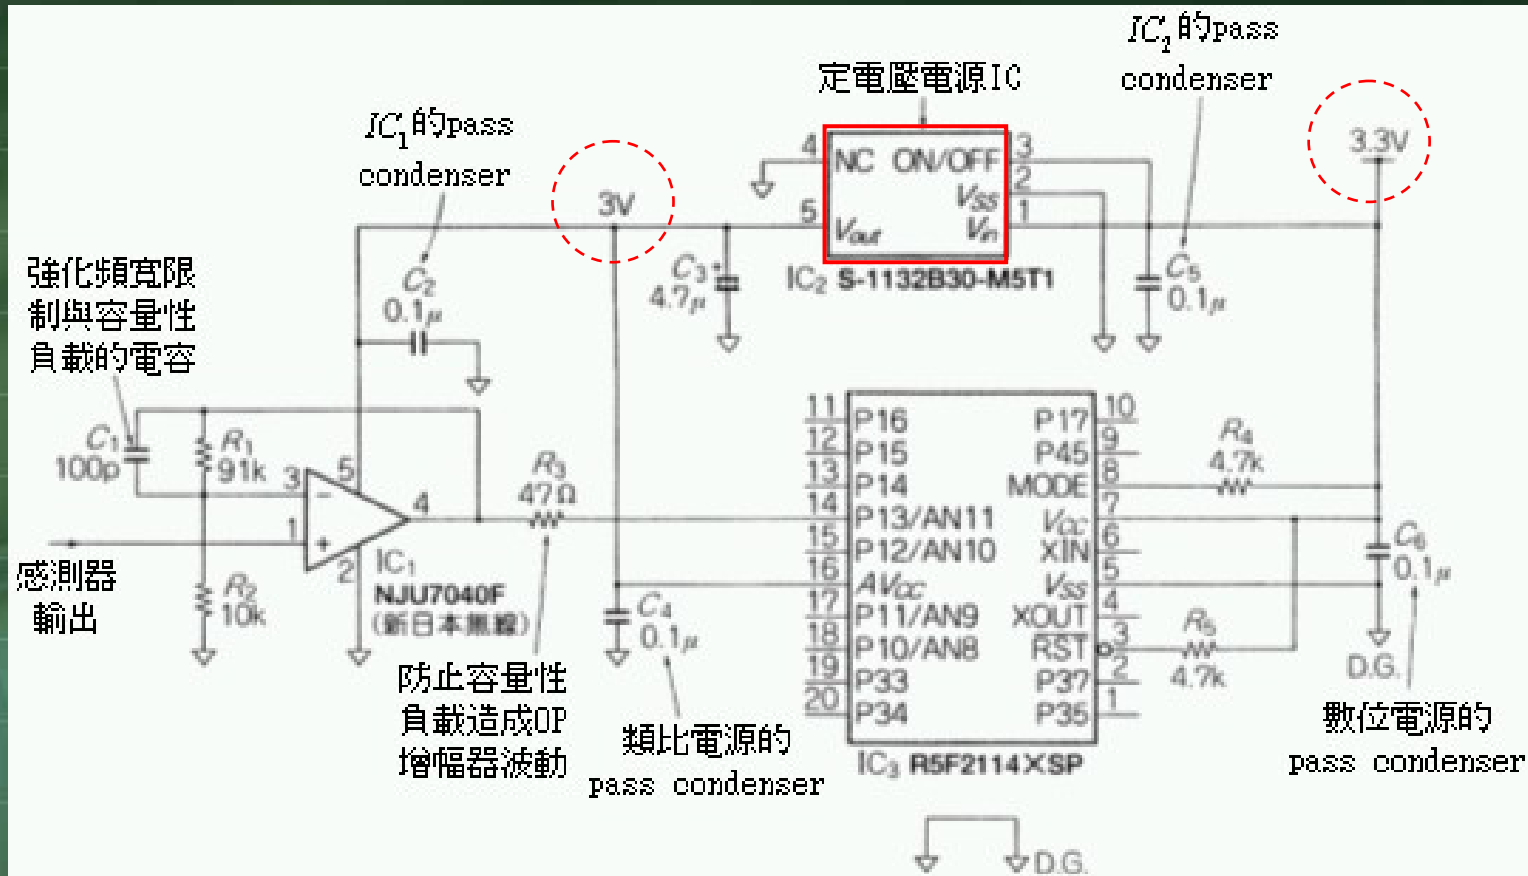 IC₂的pass
condenser
定電壓電源IC
IC₁的pass
condenser
3.3V
3V
4 NC ON/OFF 3
VSS 2
5 Vout Vin 1
IC₂ S-1132B30-M5T1
C₂
0.1μ
C₃ +
4.7μ
C₅
0.1μ
強化頻寬限
制與容量性
負載的電容
C₁
100p
R₁
91k
3 − 5
4
1 +
2
IC₁
NJU7040F
(新日本無線)
R₂
10k
感測器
輸出
R₃
47Ω
防止容量性
負載造成OP
增幅器波動
C₄
0.1μ
類比電源的
pass condenser
11 P16 P17 10
12 P15 P45 9
13 P14 MODE 8
14 P13/AN11 VCC 7
15 P12/AN10 XIN 6
16 AVCC VSS 5
17 P11/AN9 XOUT 4
18 P10/AN8 RST 3
19 P33 P37 2
20 P34 P35 1
IC₃ R5F2114XSP
R₄
4.7k
R₅
4.7k
C₆
0.1μ
D.G.
數位電源的
pass condenser
D.G.